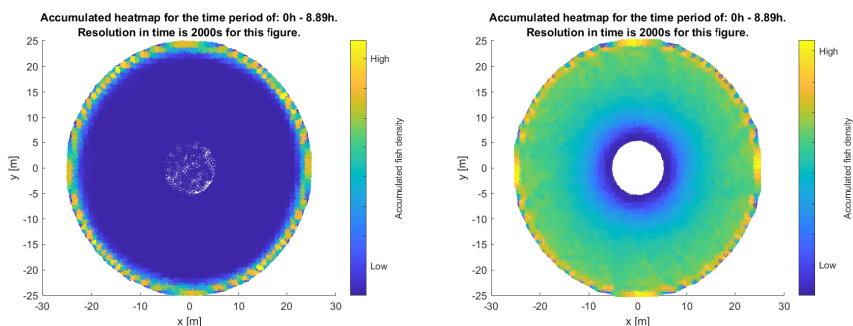 Accumulated heatmap for the time period of: 0h - 8.89h.
Resolution in time is 2000s for this figure.
25
20
15
10
5
0
-5
-10
-15
-20
-25
y [m]
-30
-20
-10
0
10
20
30
x [m]
High
Low
Accumulated fish density
Accumulated heatmap for the time period of: 0h - 8.89h.
Resolution in time is 2000s for this figure.
25
20
15
10
5
0
-5
-10
-15
-20
-25
y [m]
-30
-20
-10
0
10
20
30
x [m]
High
Low
Accumulated fish density